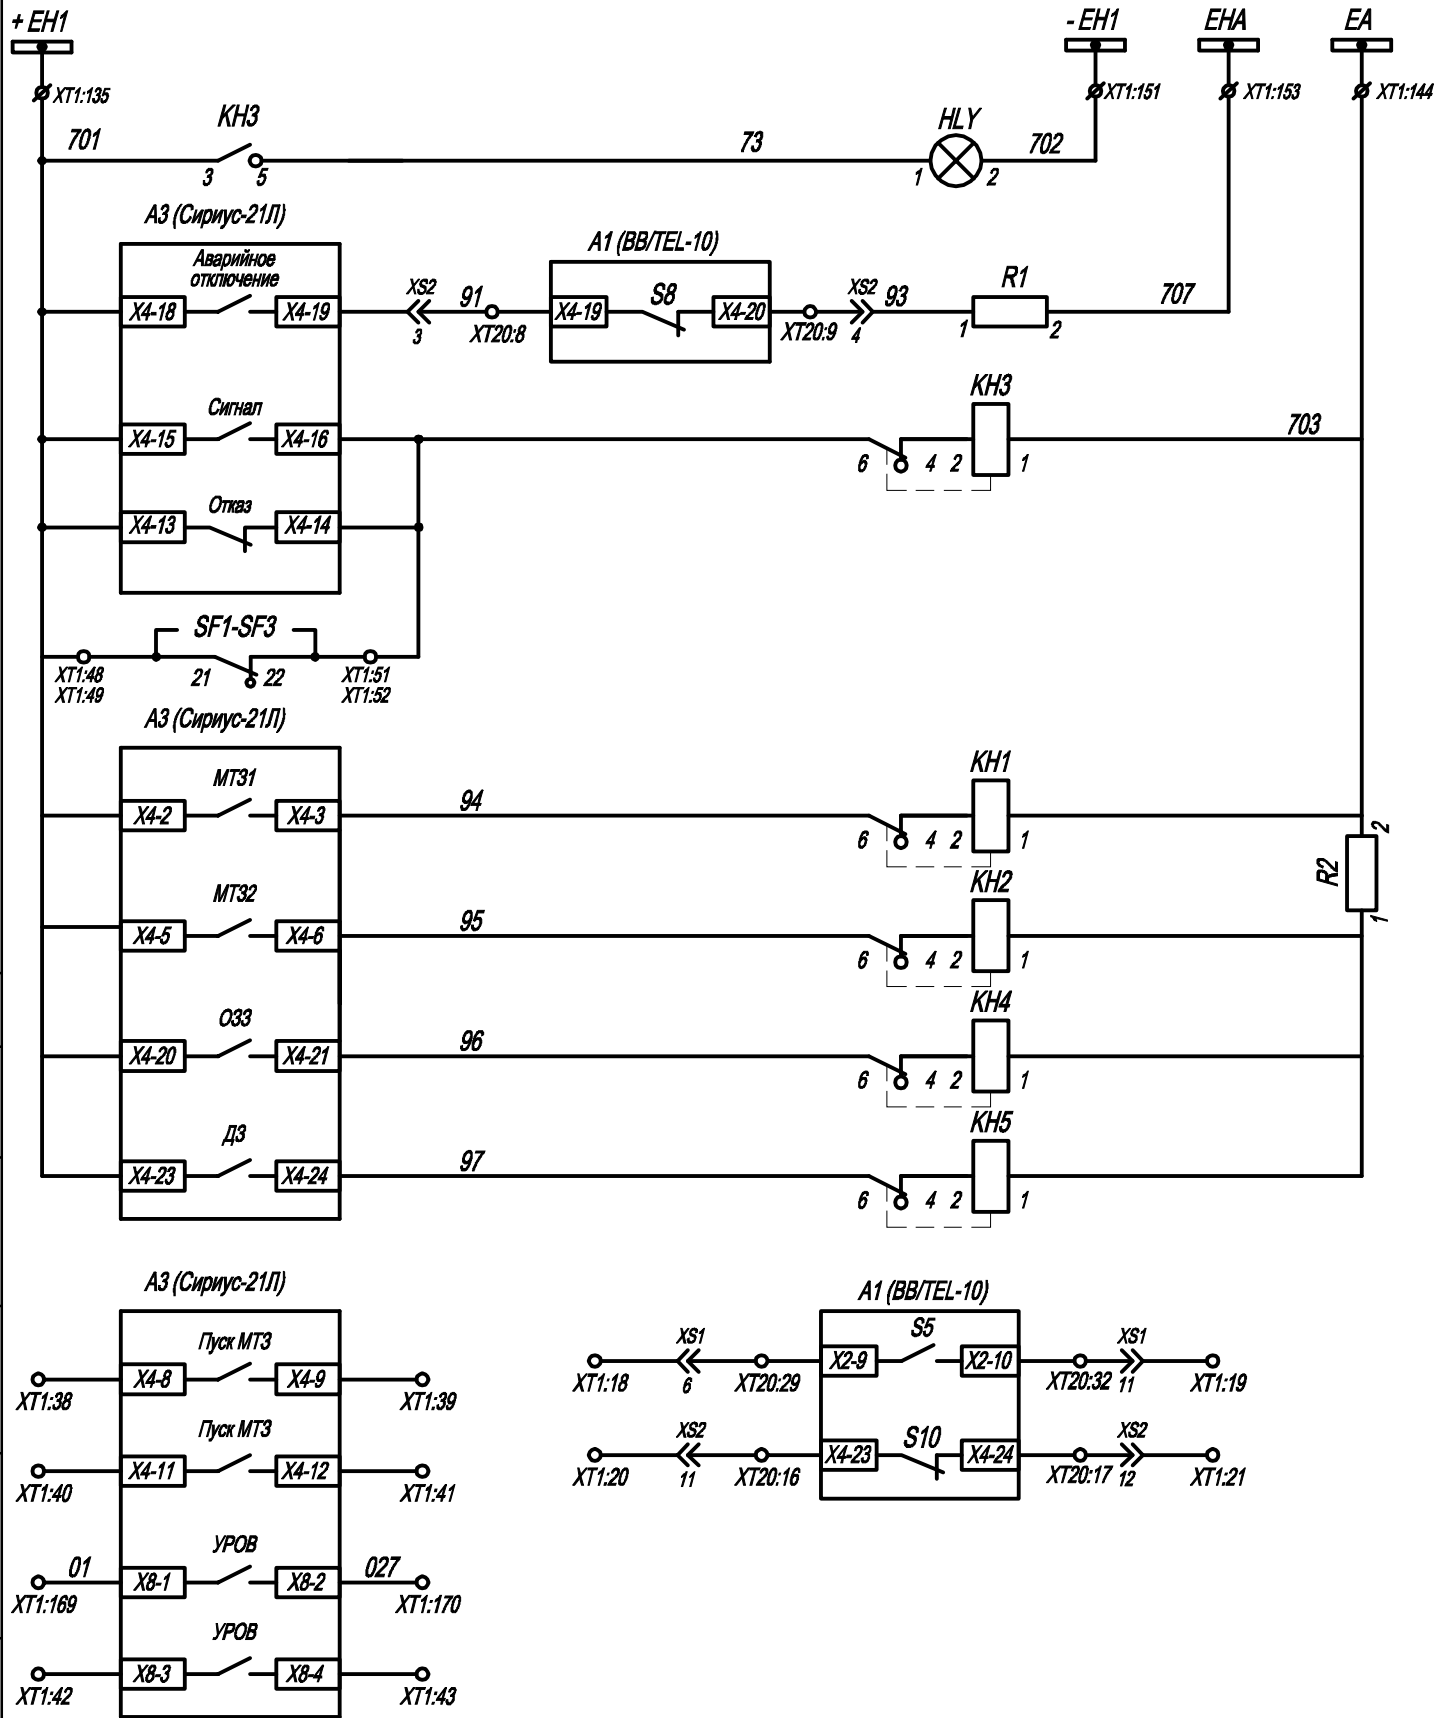 + EH1
- EH1
EHA
EA
XT1:135
XT1:151
XT1:153
XT1:144
701
KH3
3
5
73
HLY
1
2
702
А3 (Сириус-21Л)
Аварийное
отключение
X4-18
X4-19
XS2
3
91
XT20:8
A1 (BB/TEL-10)
X4-19
S8
X4-20
XT20:9
XS2
4
93
R1
1
2
707
Сигнал
X4-15
X4-16
6
4
2
KH3
1
703
Отказ
X4-13
X4-14
SF1-SF3
21
22
XT1:48
XT1:49
XT1:51
XT1:52
А3 (Сириус-21Л)
МТЗ1
X4-2
X4-3
94
6
4
2
KH1
1
R2
2
1
МТЗ2
X4-5
X4-6
95
6
4
2
KH2
1
ОЗЗ
X4-20
X4-21
96
6
4
2
KH4
1
ДЗ
X4-23
X4-24
97
6
4
2
KH5
1
А3 (Сириус-21Л)
Пуск МТЗ
XT1:38
X4-8
X4-9
XT1:39
Пуск МТЗ
XT1:40
X4-11
X4-12
XT1:41
УРОВ
01
XT1:169
X8-1
X8-2
027
XT1:170
УРОВ
XT1:42
X8-3
X8-4
XT1:43
A1 (BB/TEL-10)
XT1:18
XS1
6
XT20:29
X2-9
S5
X2-10
XT20:32
XS1
11
XT1:19
XT1:20
XS2
11
XT20:16
X4-23
S10
X4-24
XT20:17
XS2
12
XT1:21